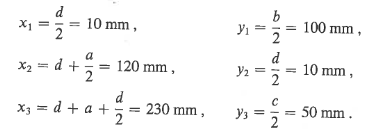 x₁ = d/2 = 10 mm, y₁ = b/2 = 100 mm,
x₂ = d + a/2 = 120 mm, y₂ = d/2 = 10 mm,
x₃ = d + a + d/2 = 230 mm, y₃ = c/2 = 50 mm.